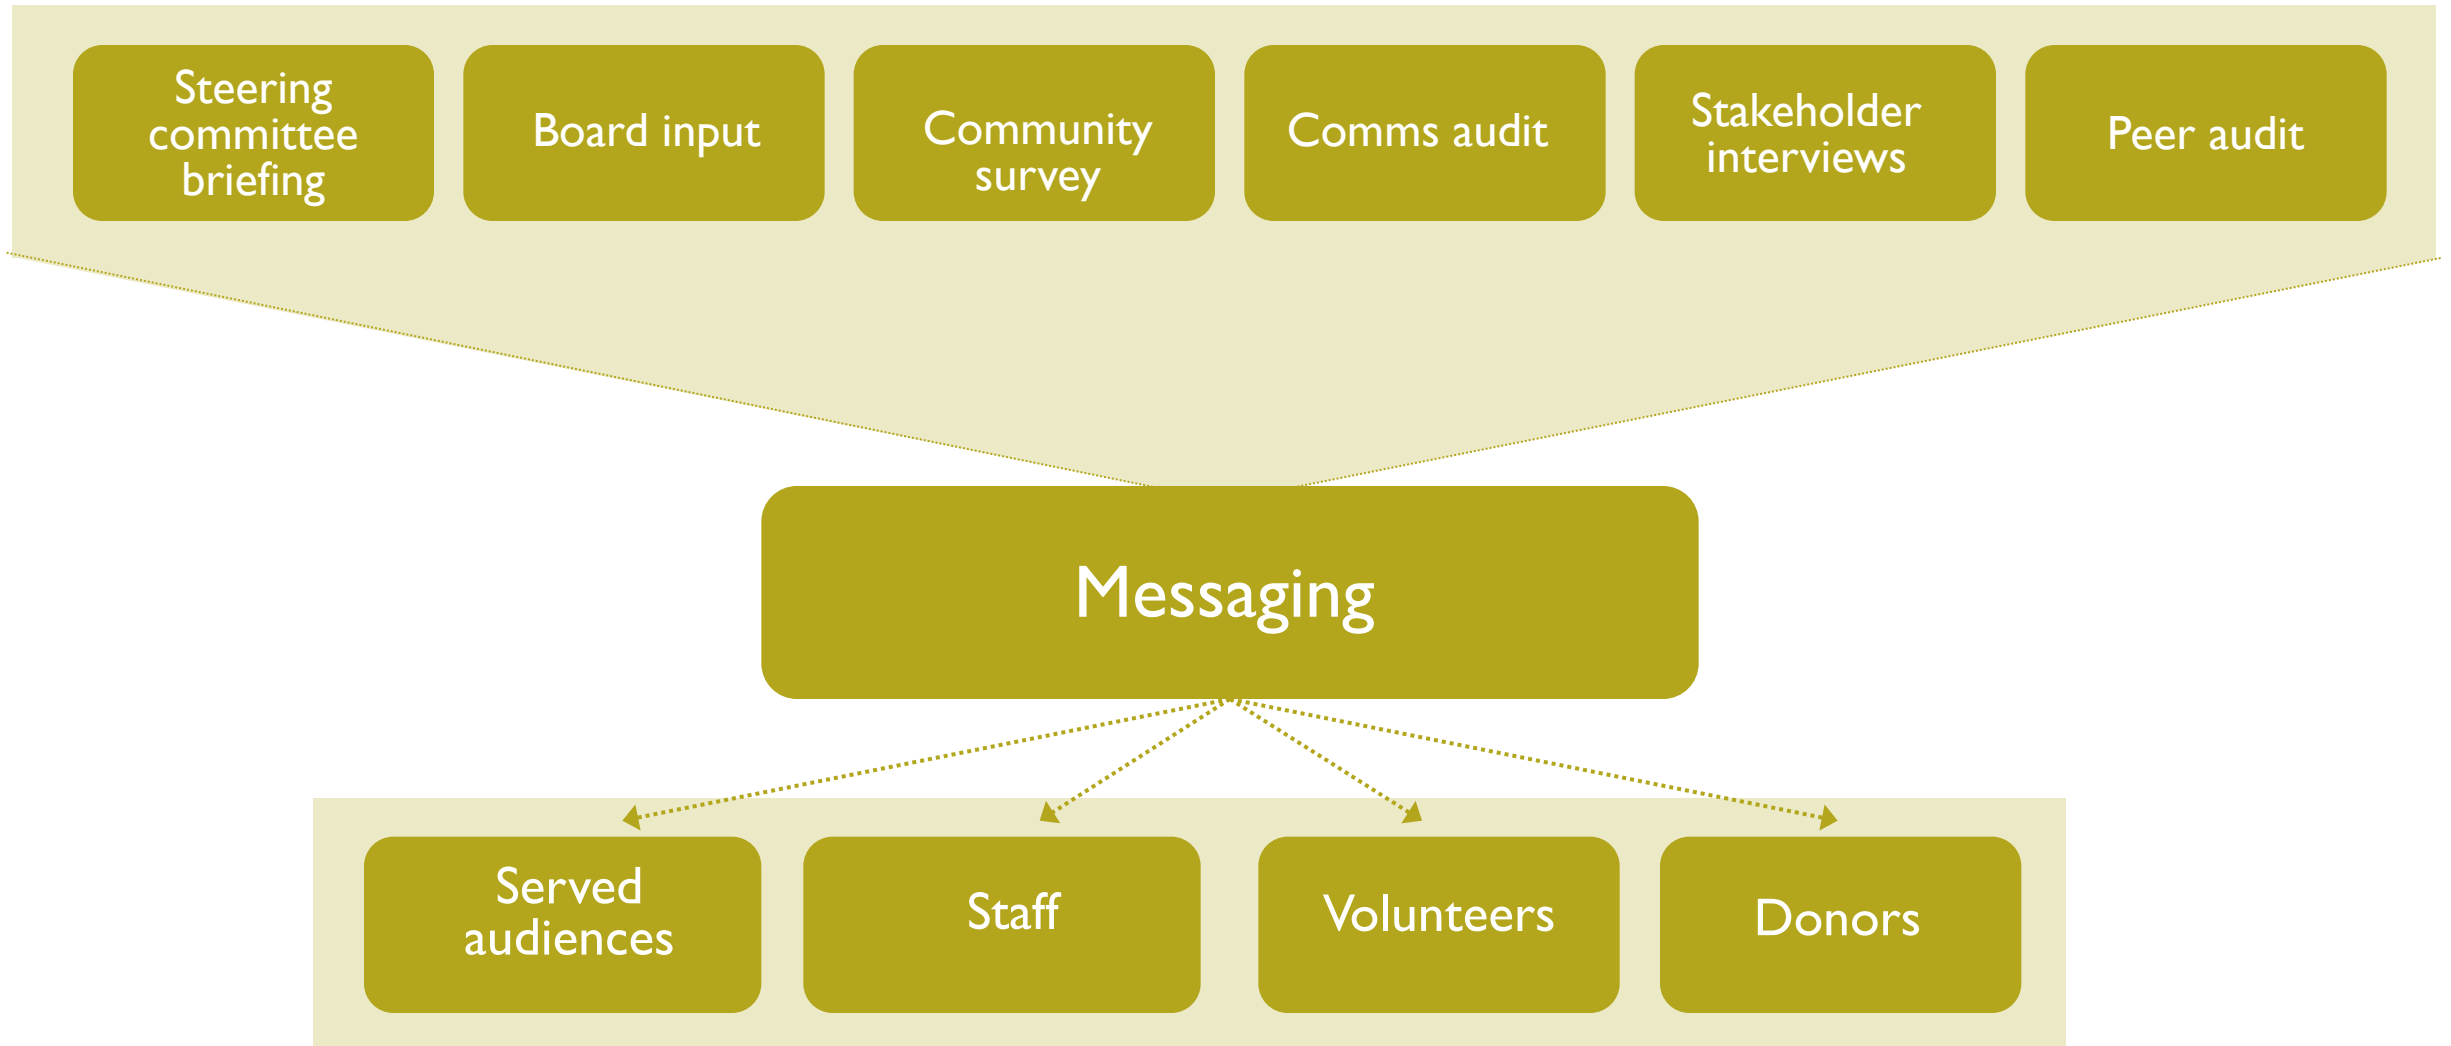 Steering
committee
briefing
Board input
Community
survey
Comms audit
Stakeholder
interviews
Peer audit
Messaging
Served
audiences
Staff
Volunteers
Donors